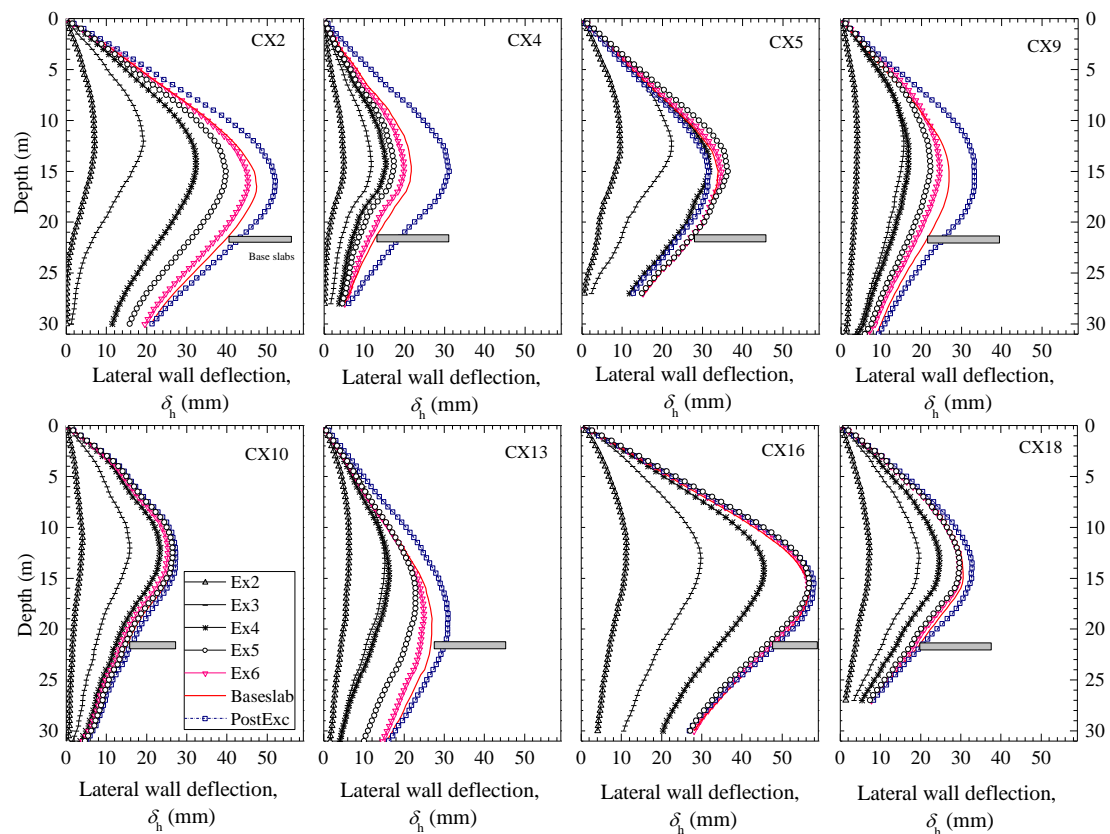 0
5
10
15
20
25
30
Depth (m)
CX2
Base slabs
0 10 20 30 40 50
Lateral wall deflection,
δh (mm)
CX4
0 10 20 30 40 50
Lateral wall deflection,
δh (mm)
CX5
0 10 20 30 40 50
Lateral wall deflection,
δh (mm)
CX9
0
10
20
30
0 10 20 30 40 50
Lateral wall deflection,
δh (mm)
0
5
10
15
20
25
30
Depth (m)
CX10
Ex2
Ex3
Ex4
Ex5
Ex6
Baseslab
PostExc
0 10 20 30 40 50
Lateral wall deflection,
δh (mm)
CX13
0 10 20 30 40 50
Lateral wall deflection,
δh (mm)
CX16
0 10 20 30 40 50
Lateral wall deflection,
δh (mm)
CX18
0
10
20
30
0 10 20 30 40 50
Lateral wall deflection,
δh (mm)